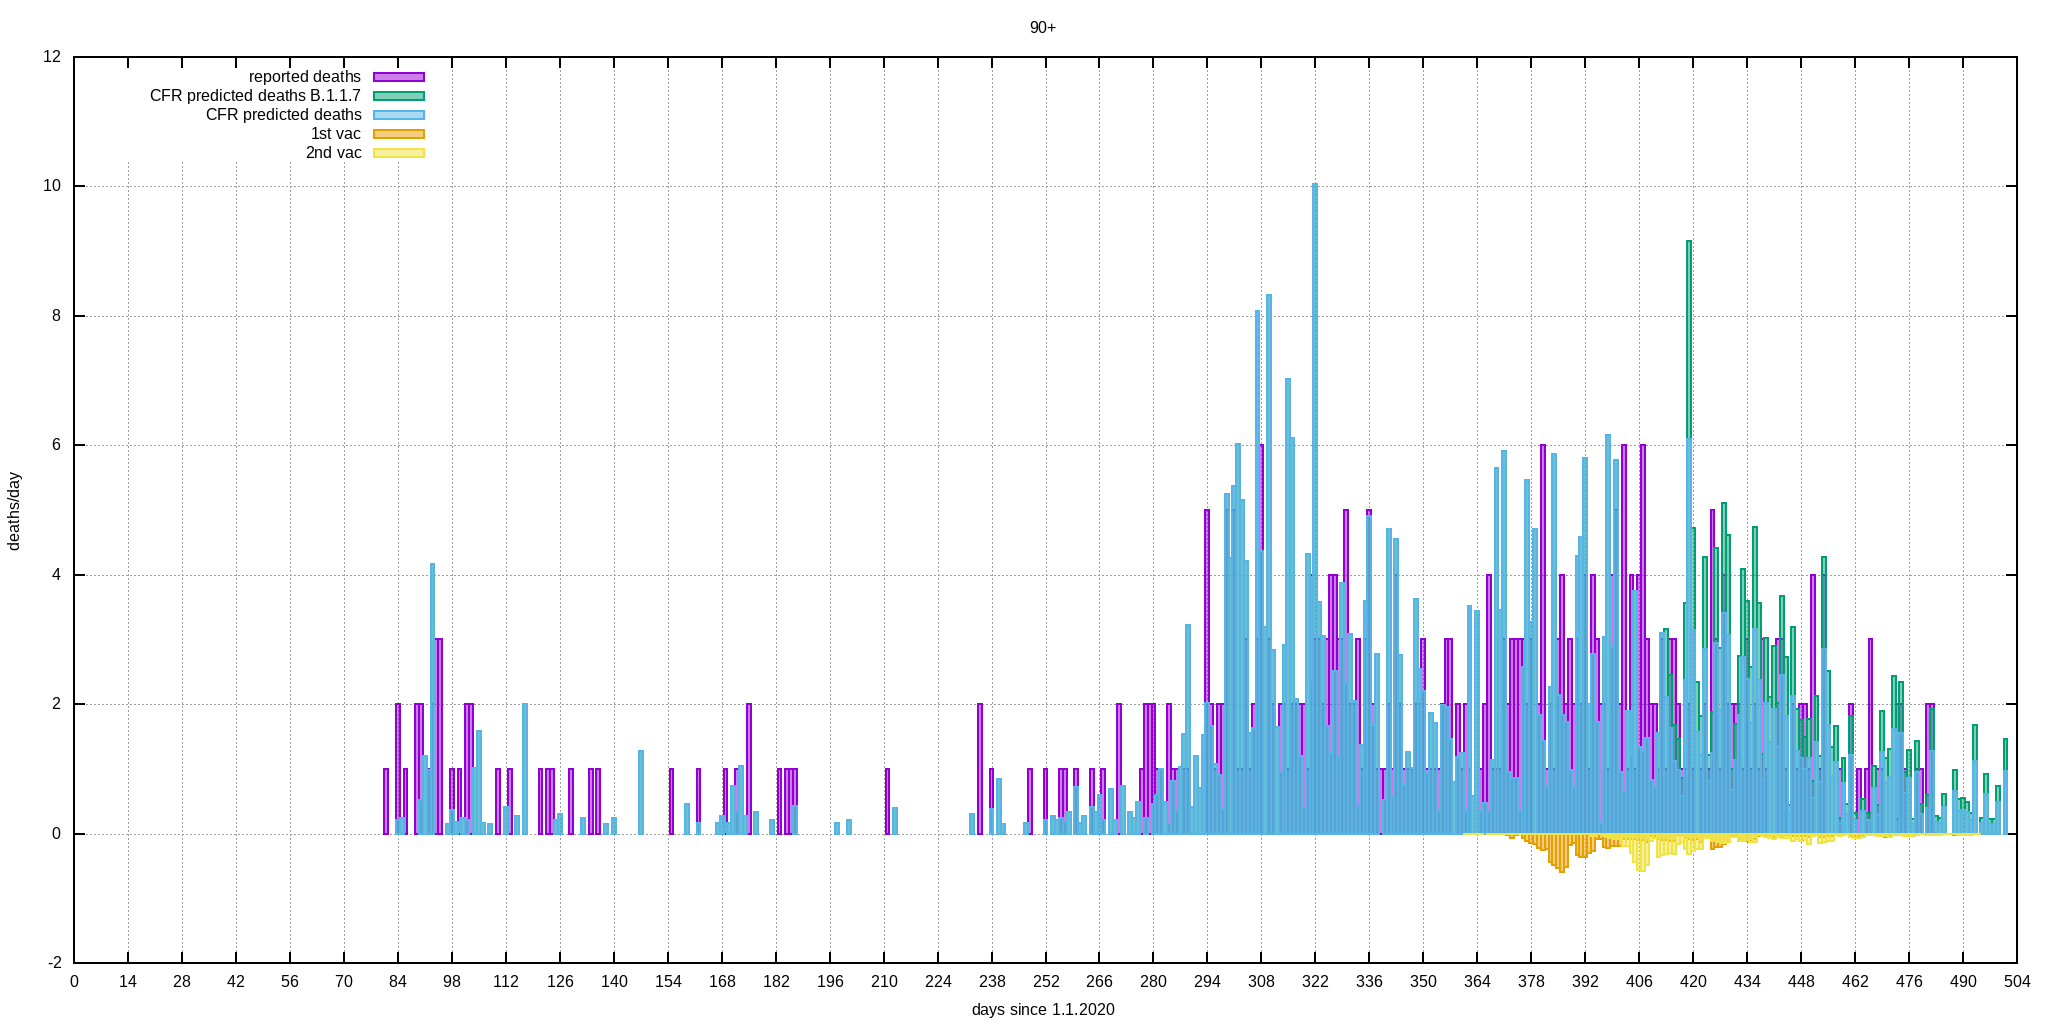 90+
reported deaths
CFR predicted deaths B.1.1.7
CFR predicted deaths
1st vac
2nd vac
12
10
8
6
4
2
0
-2
deaths/day
0 14 28 42 56 70 84 98 112 126 140 154 168 182 196 210 224 238 252 266 280 294 308 322 336 350 364 378 392 406 420 434 448 462 476 490 504
days since 1.1.2020